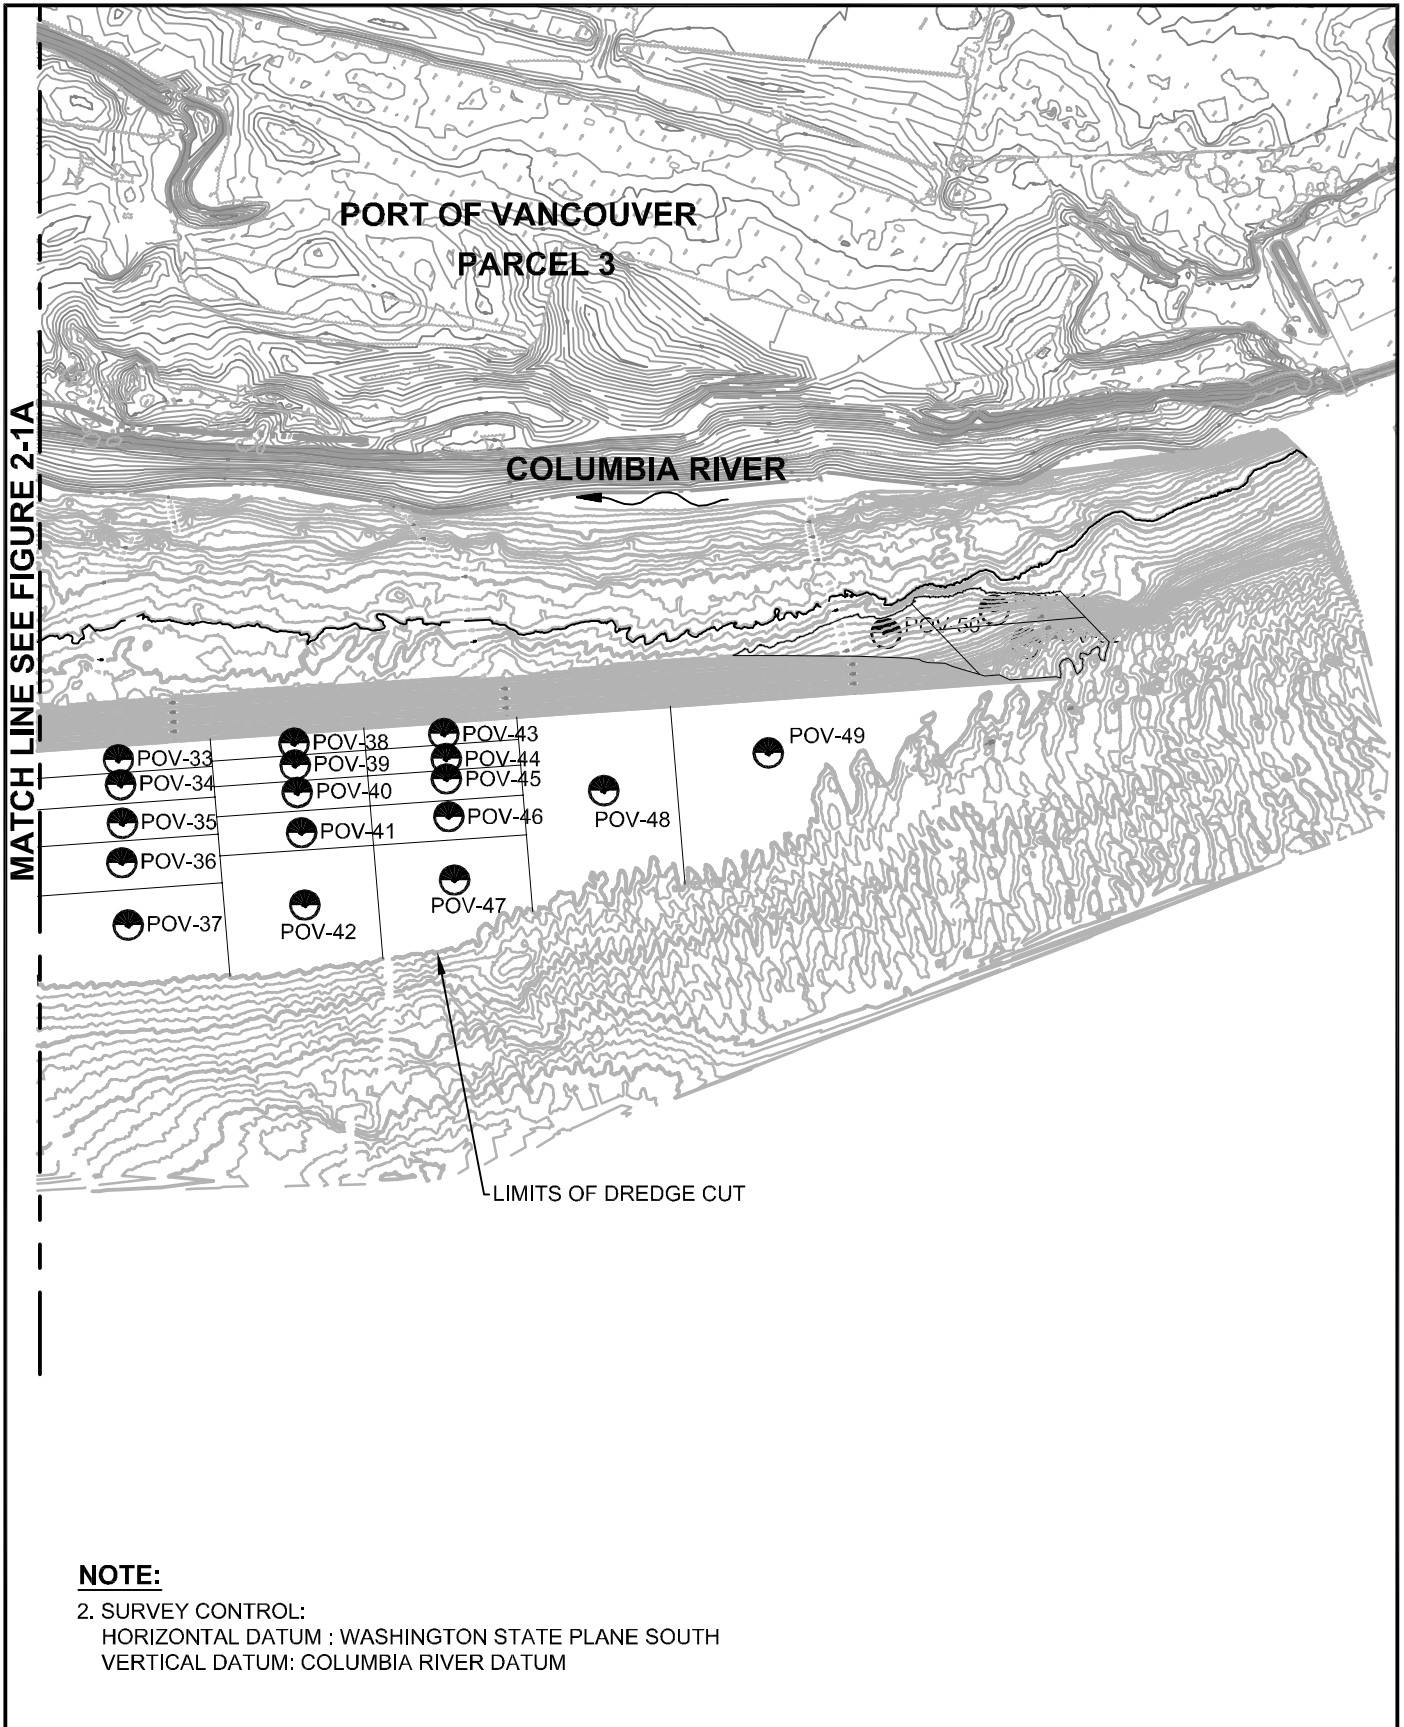 PORT OF VANCOUVER
PARCEL 3
MATCH LINE SEE FIGURE 2-1A
COLUMBIA RIVER
POV-50
POV-33
POV-34
POV-35
POV-36
POV-37
POV-38
POV-39
POV-40
POV-41
POV-42
POV-43
POV-44
POV-45
POV-46
POV-47
POV-48
POV-49
LIMITS OF DREDGE CUT
NOTE:
2. SURVEY CONTROL:
HORIZONTAL DATUM : WASHINGTON STATE PLANE SOUTH
VERTICAL DATUM: COLUMBIA RIVER DATUM